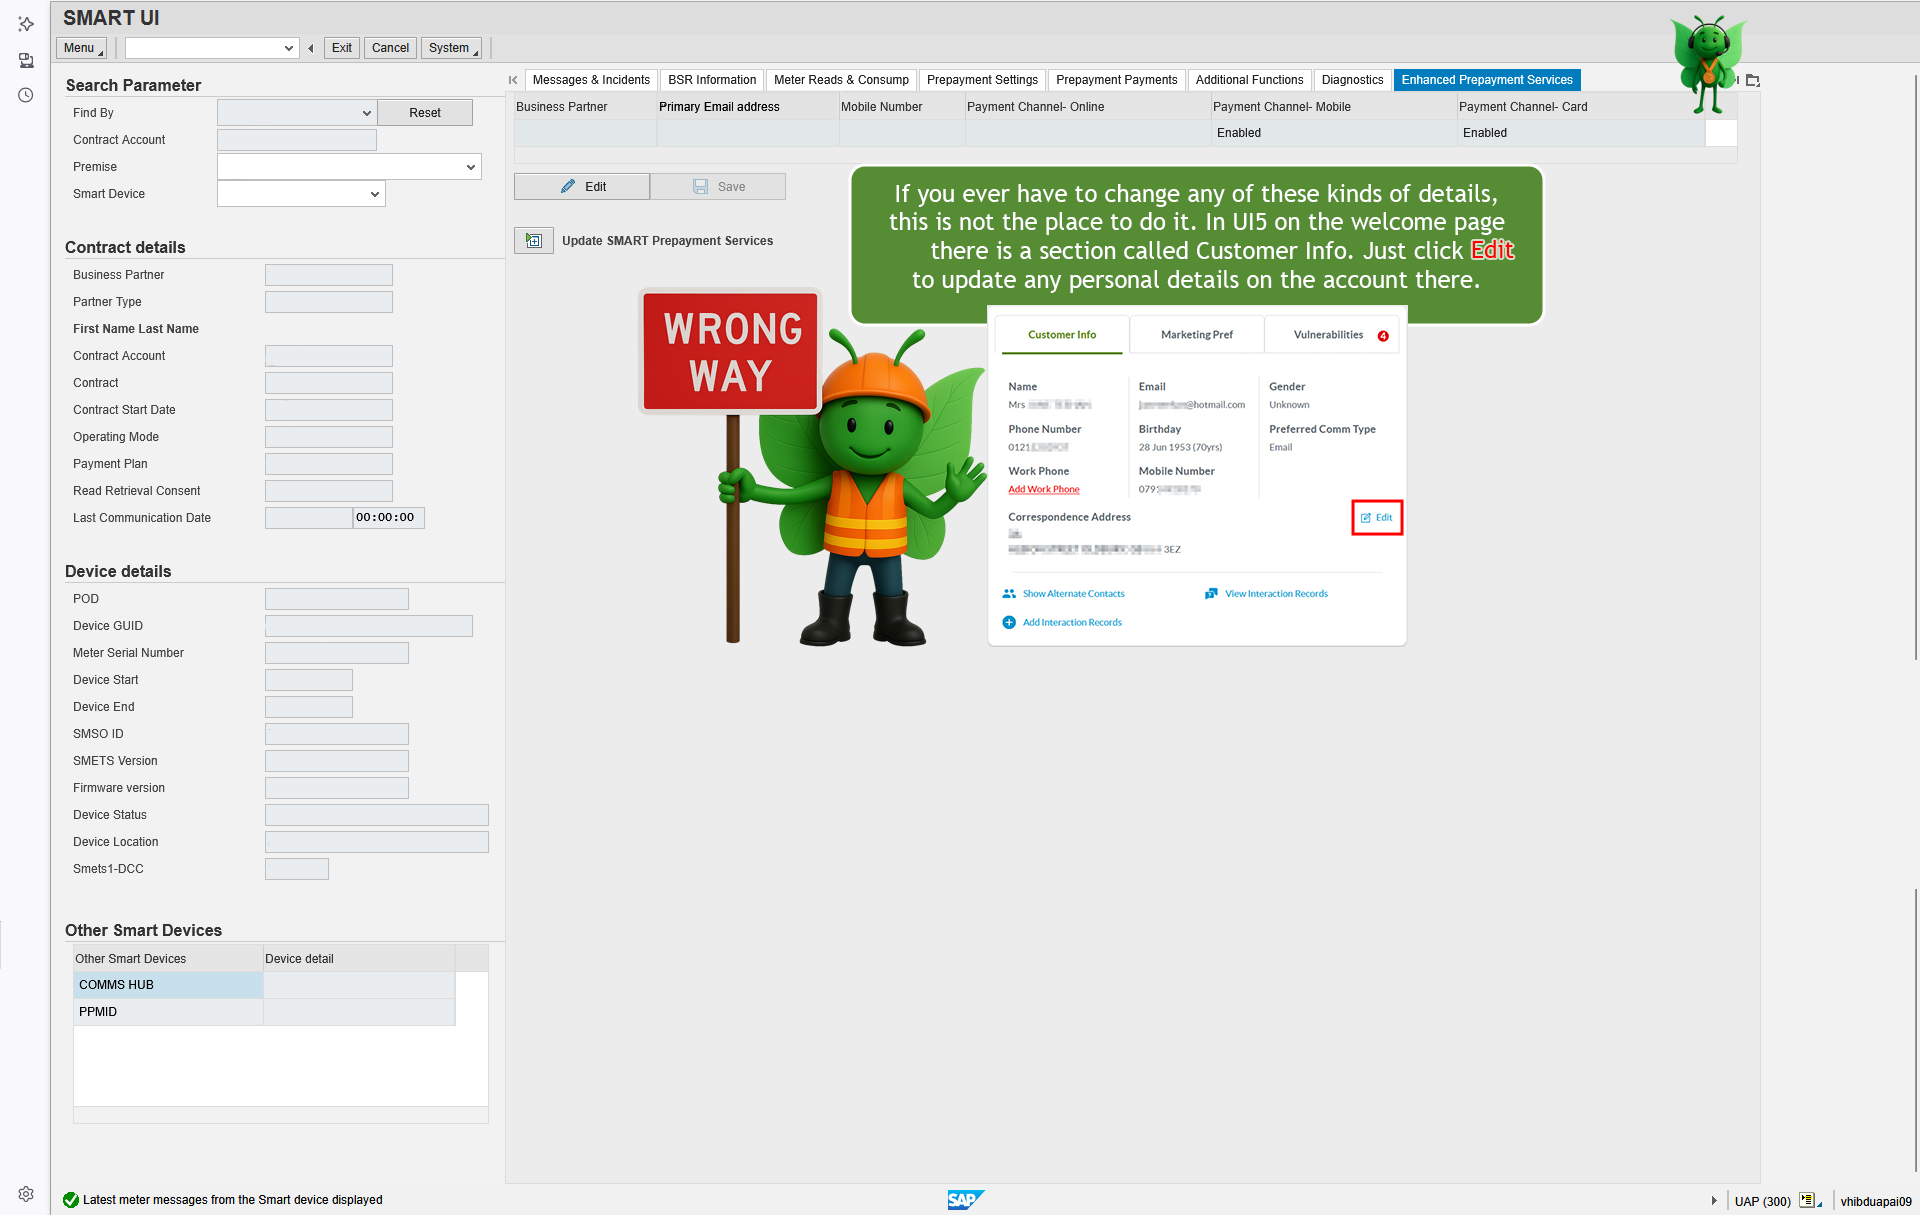 SMART UI
Menu
Exit
Cancel
System
Search Parameter
Find By
Reset
Contract Account
Premise
Smart Device
Contract details
Business Partner
Partner Type
First Name Last Name
Contract Account
Contract
Contract Start Date
Operating Mode
Payment Plan
Read Retrieval Consent
Last Communication Date
00:00:00
Device details
POD
Device GUID
Meter Serial Number
Device Start
Device End
SMSO ID
SMETS Version
Firmware version
Device Status
Device Location
Smets1-DCC
Other Smart Devices
Other Smart Devices Device detail
COMMS HUB
PPMID
Messages & Incidents
BSR Information
Meter Reads & Consump
Prepayment Settings
Prepayment Payments
Additional Functions
Diagnostics
Enhanced Prepayment Services
Business Partner
Primary Email address
Mobile Number
Payment Channel- Online
Payment Channel- Mobile
Payment Channel- Card
Enabled
Enabled
Edit
Save
Update SMART Prepayment Services
If you ever have to change any of these kinds of details,
this is not the place to do it. In UI5 on the welcome page
there is a section called Customer Info. Just click Edit
to update any personal details on the account there.
WRONG
WAY
Customer Info
Marketing Pref
Vulnerabilities 4
Name
Mrs
Email
@hotmail.com
Gender
Unknown
Phone Number
0121
Birthday
28 Jun 1953 (70yrs)
Preferred Comm Type
Email
Work Phone
Add Work Phone
Mobile Number
079
Correspondence Address
3EZ
Edit
Show Alternate Contacts
View Interaction Records
Add Interaction Records
Latest meter messages from the Smart device displayed
SAP
UAP (300)
vhibduapai09